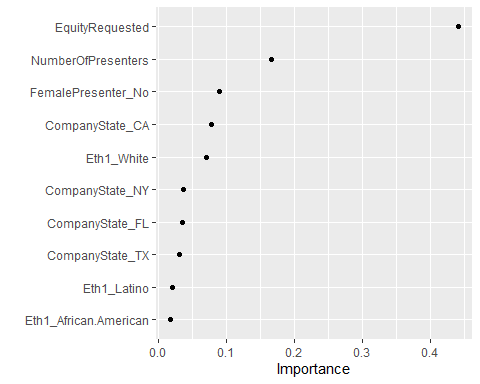 EquityRequested
NumberOfPresenters
FemalePresenter_No
CompanyState_CA
Eth1_White
CompanyState_NY
CompanyState_FL
CompanyState_TX
Eth1_Latino
Eth1_African.American
0.0 0.1 0.2 0.3 0.4
Importance